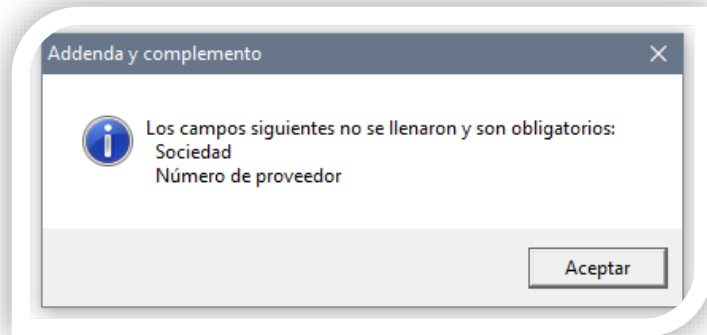 Addenda y complemento
Los campos siguientes no se llenaron y son obligatorios:
Sociedad
Número de proveedor
Aceptar